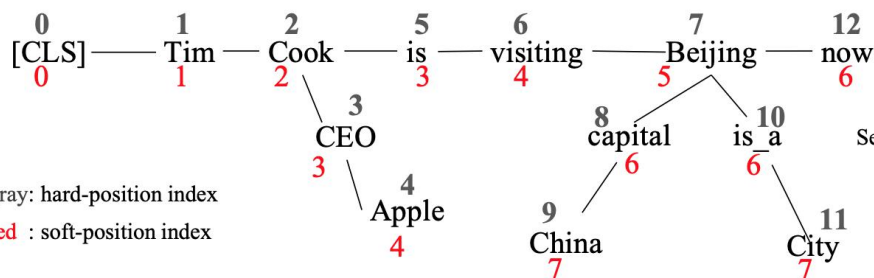 0 1 2 5 6 7 12
[CLS] Tim Cook is visiting Beijing now
0 1 2 3 4 5 6
3 8 10
CEO capital is_a Se
3 6 6
ray: hard-position index
4 9 11
Apple China City
ed : soft-position index
4 7 7